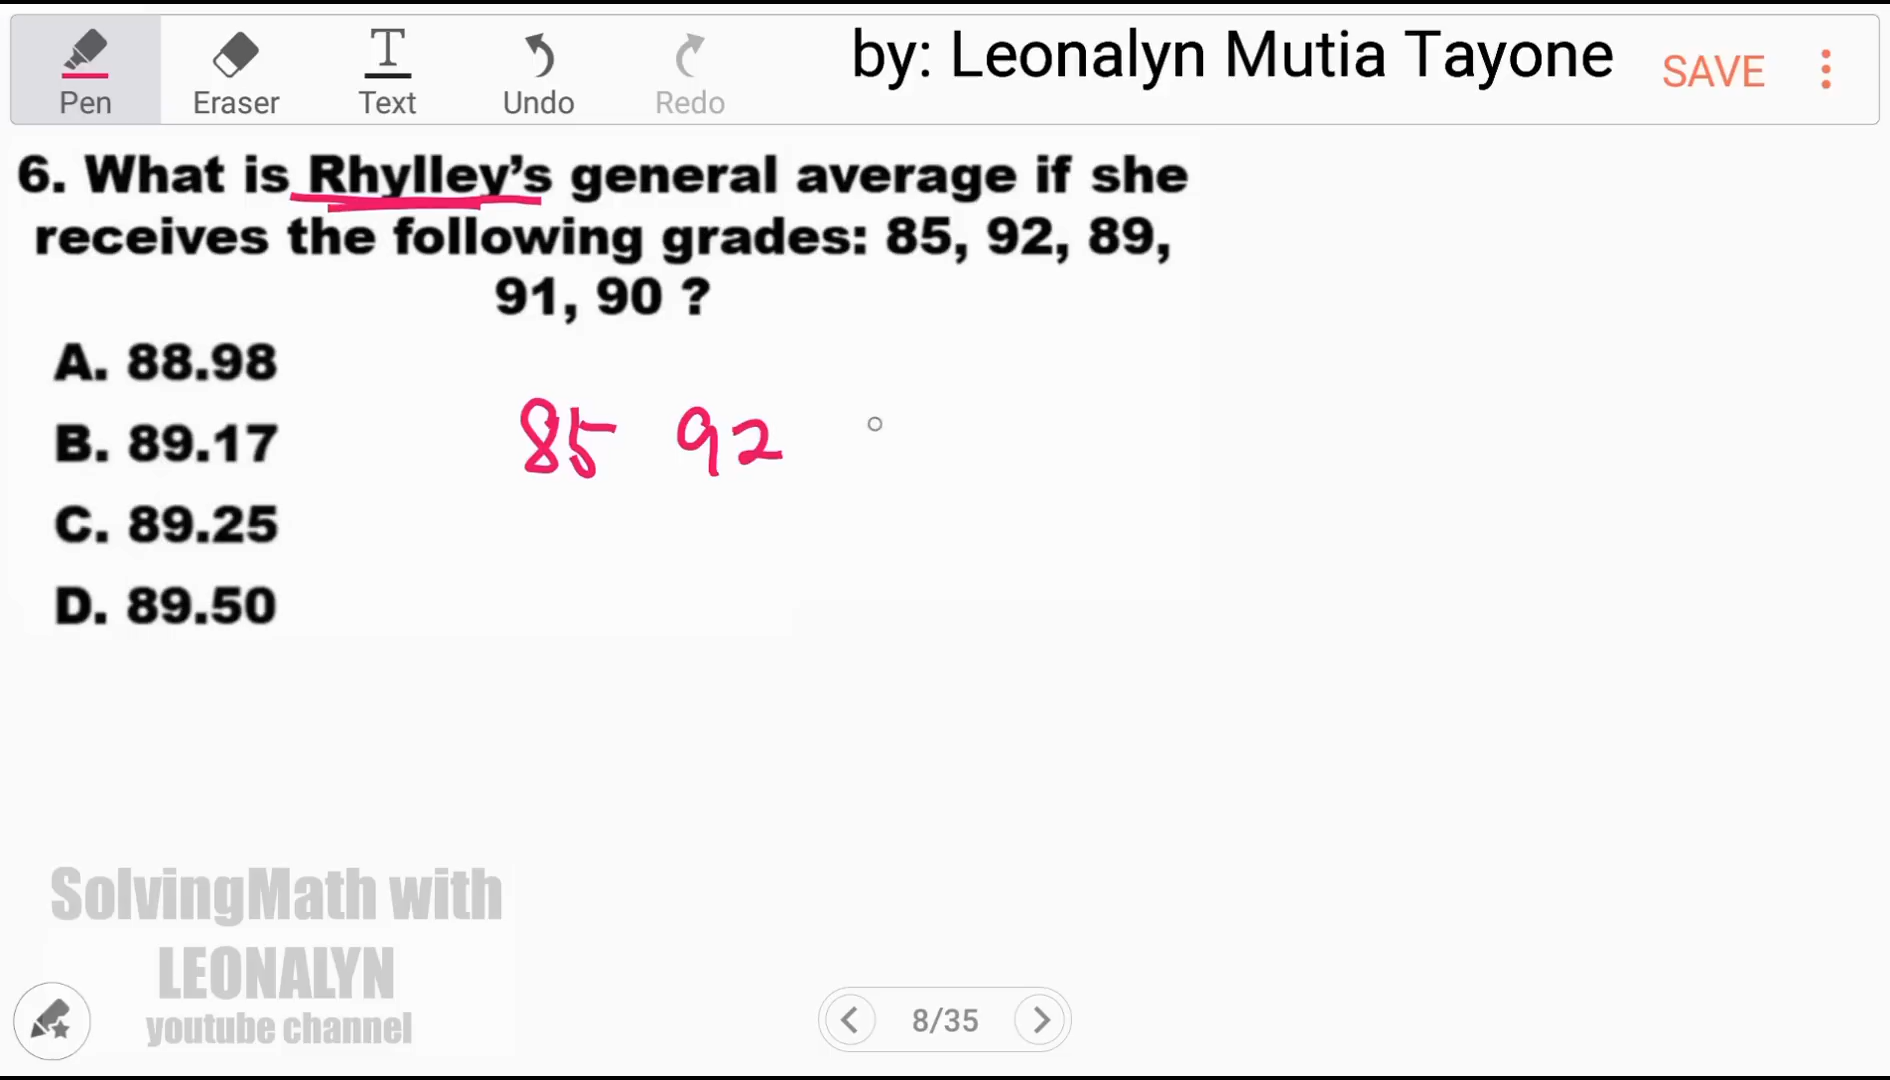 Pen
Eraser
T
Text
Undo
Redo
by: Leonalyn Mutia Tayone
SAVE
6. What is Rhylley’s general average if she
receives the following grades: 85, 92, 89,
91, 90 ?
A. 88.98
B. 89.17
C. 89.25
D. 89.50
85 92
SolvingMath with
LEONALYN
youtube channel
8/35